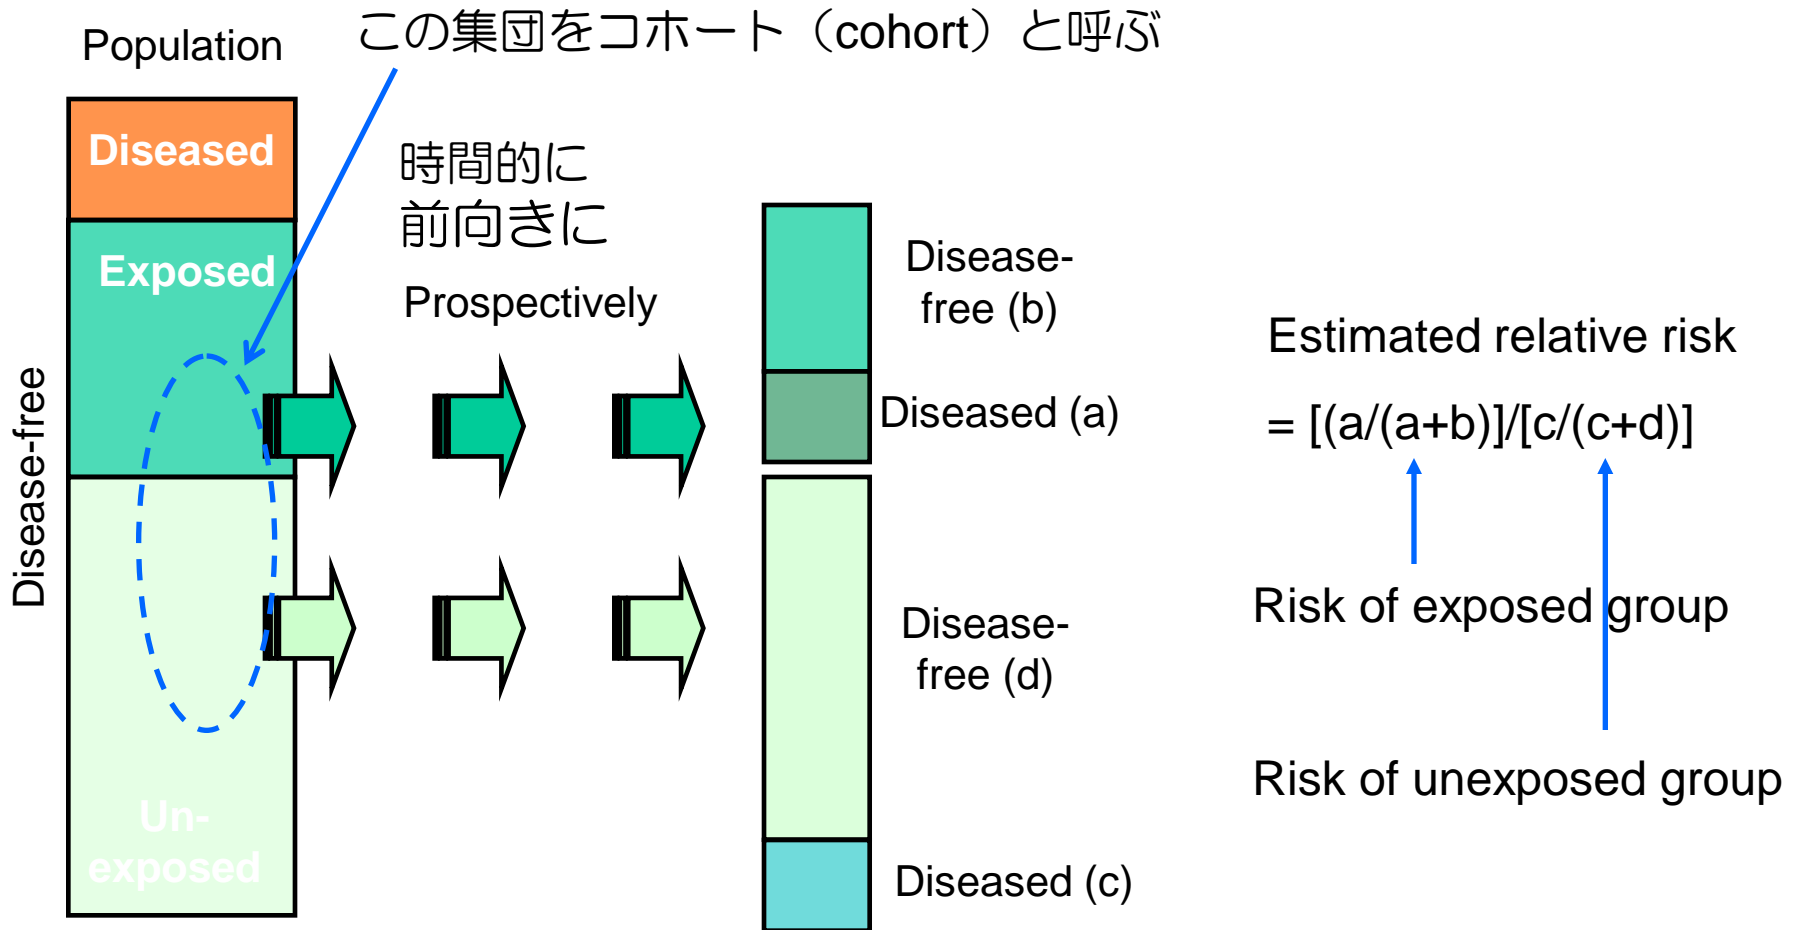 この集団をコホート（cohort）と呼ぶ
Population
Diseased
Exposed
Un-
exposed
Disease-free
時間的に
前向きに
Prospectively
Disease-
free (b)
Diseased (a)
Disease-
free (d)
Diseased (c)
Estimated relative risk
= [(a/(a+b)]/[c/(c+d)]
Risk of exposed group
Risk of unexposed group